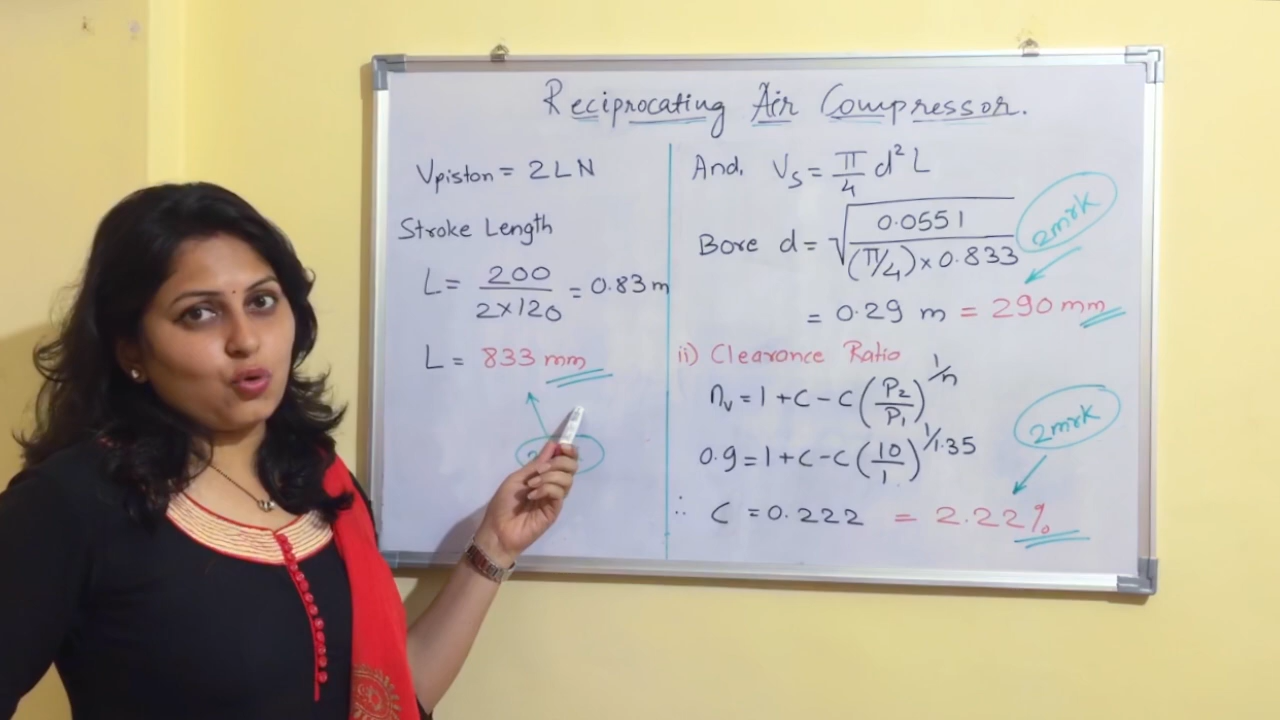 Reciprocating Air Compressor.
Vpiston = 2LN
Stroke Length
L = 200 / 2×120 = 0.83 m
L = 833 mm
And, Vs = π/4 d² L
Bore d = √(0.0551 / (π/4)×0.833)
2mrk
= 0.29 m = 290 mm
ii) Clearance Ratio
ηv = 1 + C - C (P2/P1)^1/n
0.9 = 1 + C - C (10/1)^1/1.35
2mrk
∴ C = 0.222 = 2.22%